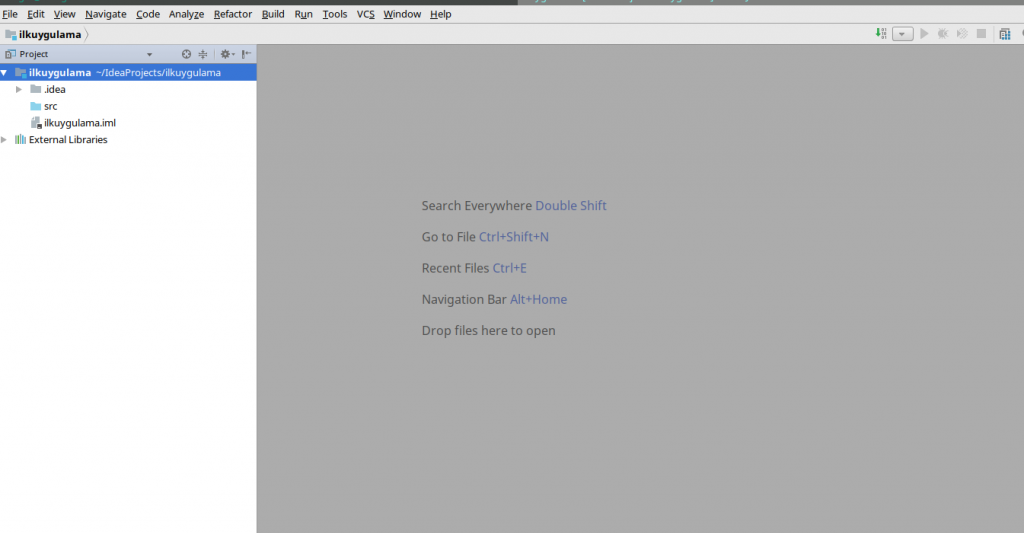 File Edit View Navigate Code Analyze Refactor Build Run Tools VCS Window Help
ilkuygulama
Project
ilkuygulama ~/IdeaProjects/ilkuygulama
.idea
src
ilkuygulama.iml
External Libraries
Search Everywhere Double Shift
Go to File Ctrl+Shift+N
Recent Files Ctrl+E
Navigation Bar Alt+Home
Drop files here to open